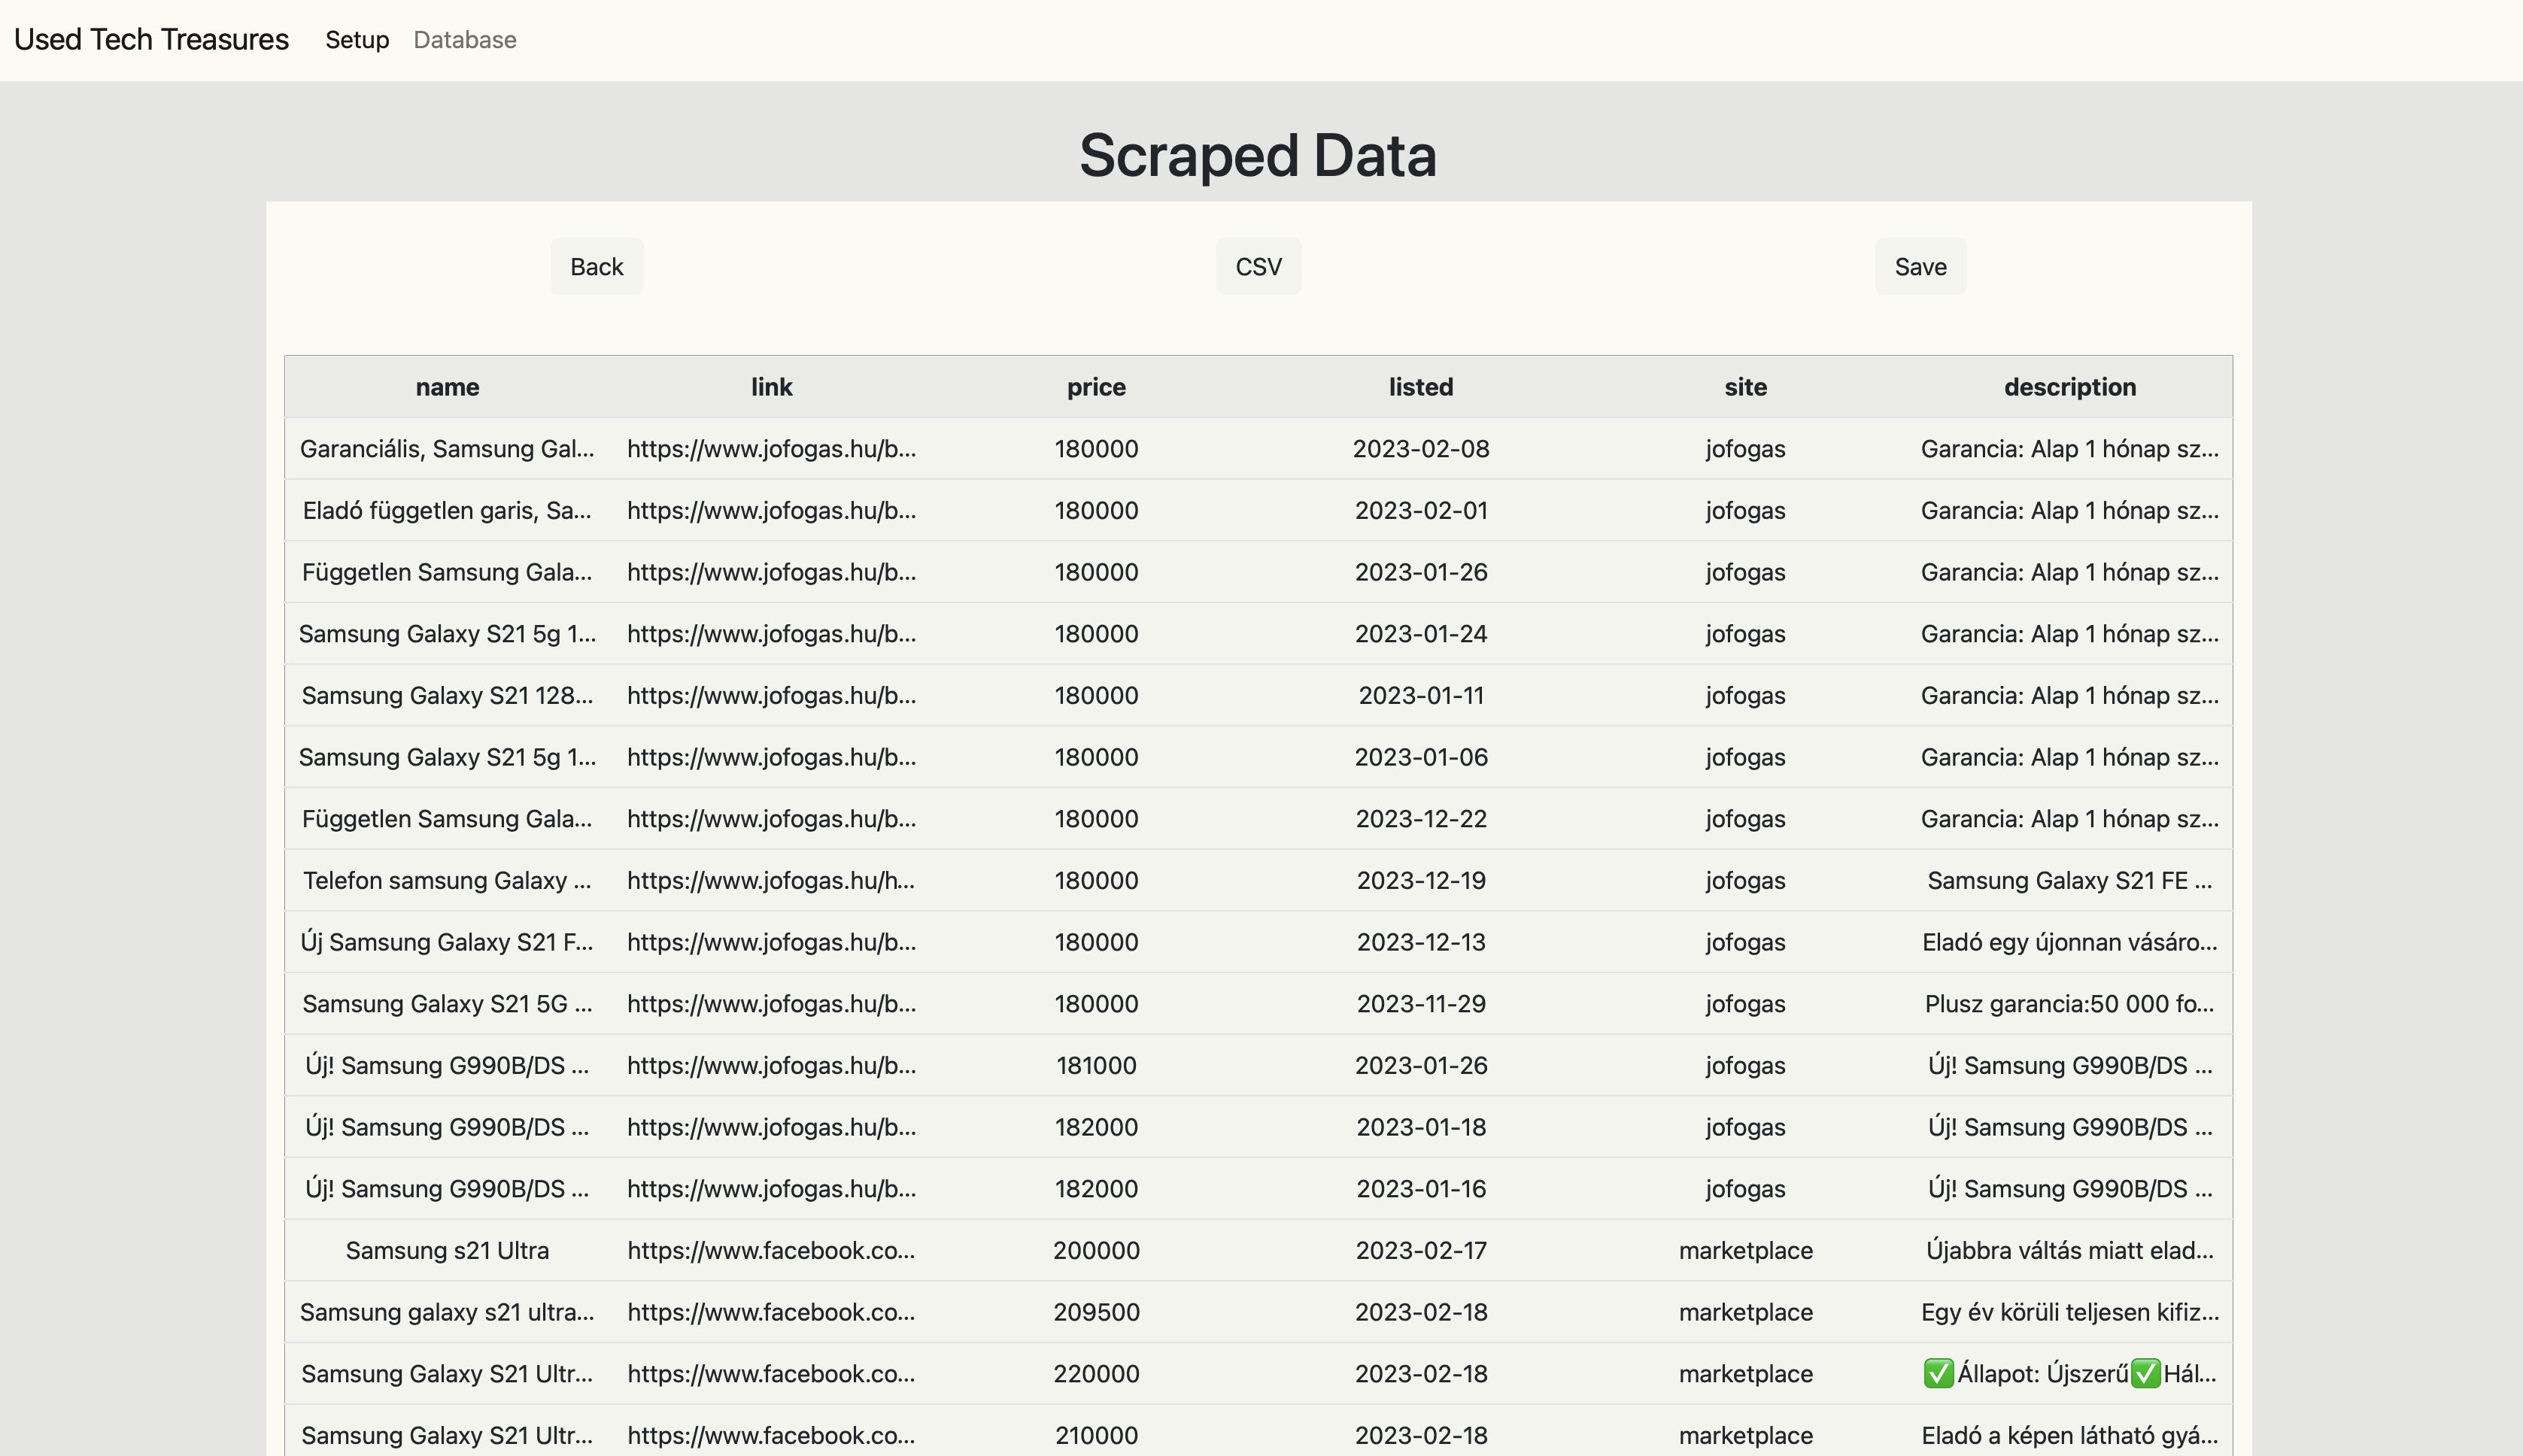 Used Tech Treasures Setup Database
Scraped Data
Back CSV Save
name link price listed site description
Garanciális, Samsung Gal... https://www.jofogas.hu/b... 180000 2023-02-08 jofogas Garancia: Alap 1 hónap sz...
Eladó független garis, Sa... https://www.jofogas.hu/b... 180000 2023-02-01 jofogas Garancia: Alap 1 hónap sz...
Független Samsung Gala... https://www.jofogas.hu/b... 180000 2023-01-26 jofogas Garancia: Alap 1 hónap sz...
Samsung Galaxy S21 5g 1... https://www.jofogas.hu/b... 180000 2023-01-24 jofogas Garancia: Alap 1 hónap sz...
Samsung Galaxy S21 128... https://www.jofogas.hu/b... 180000 2023-01-11 jofogas Garancia: Alap 1 hónap sz...
Samsung Galaxy S21 5g 1... https://www.jofogas.hu/b... 180000 2023-01-06 jofogas Garancia: Alap 1 hónap sz...
Független Samsung Gala... https://www.jofogas.hu/b... 180000 2023-12-22 jofogas Garancia: Alap 1 hónap sz...
Telefon samsung Galaxy ... https://www.jofogas.hu/h... 180000 2023-12-19 jofogas Samsung Galaxy S21 FE ...
Új Samsung Galaxy S21 F... https://www.jofogas.hu/b... 180000 2023-12-13 jofogas Eladó egy újonnan vásáro...
Samsung Galaxy S21 5G ... https://www.jofogas.hu/b... 180000 2023-11-29 jofogas Plusz garancia:50 000 fo...
Új! Samsung G990B/DS ... https://www.jofogas.hu/b... 181000 2023-01-26 jofogas Új! Samsung G990B/DS ...
Új! Samsung G990B/DS ... https://www.jofogas.hu/b... 182000 2023-01-18 jofogas Új! Samsung G990B/DS ...
Új! Samsung G990B/DS ... https://www.jofogas.hu/b... 182000 2023-01-16 jofogas Új! Samsung G990B/DS ...
Samsung s21 Ultra https://www.facebook.co... 200000 2023-02-17 marketplace Újabbra váltás miatt elad...
Samsung galaxy s21 ultra... https://www.facebook.co... 209500 2023-02-18 marketplace Egy év körüli teljesen kifiz...
Samsung Galaxy S21 Ultr... https://www.facebook.co... 220000 2023-02-18 marketplace ✅Állapot: Újszerű✅Hál...
Samsung Galaxy S21 Ultr... https://www.facebook.co... 210000 2023-02-18 marketplace Eladó a képen látható gyá...